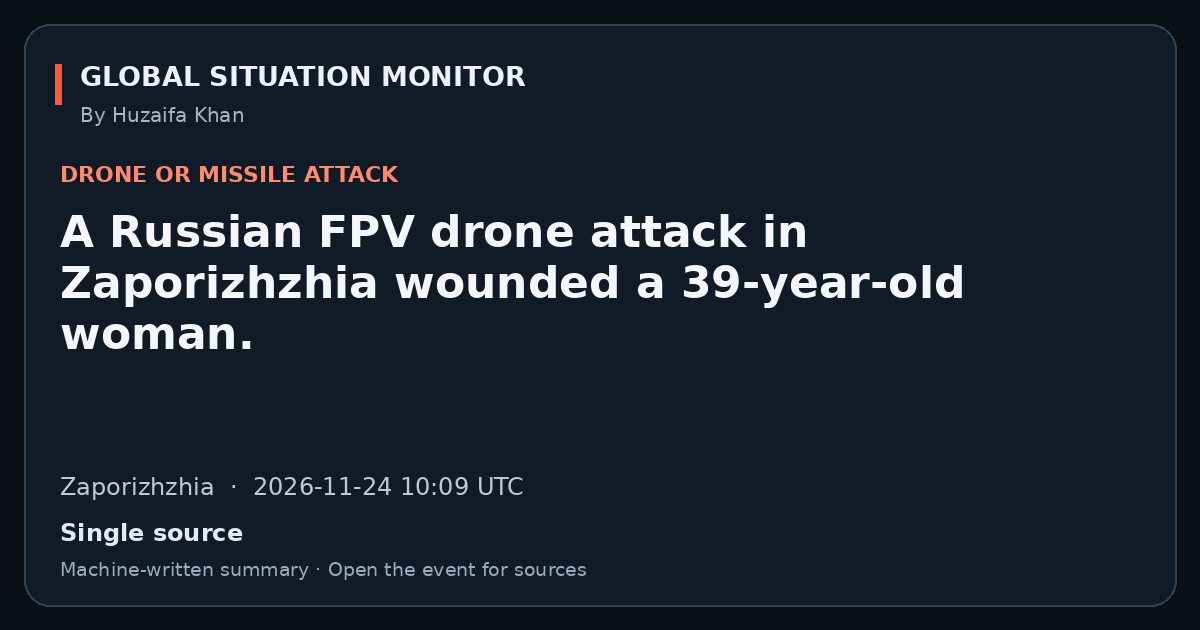 GLOBAL SITUATION MONITOR
By Huzaifa Khan
DRONE OR MISSILE ATTACK
A Russian FPV drone attack in
Zaporizhzhia wounded a 39-year-old
woman.
Zaporizhzhia · 2026-11-24 10:09 UTC
Single source
Machine-written summary · Open the event for sources